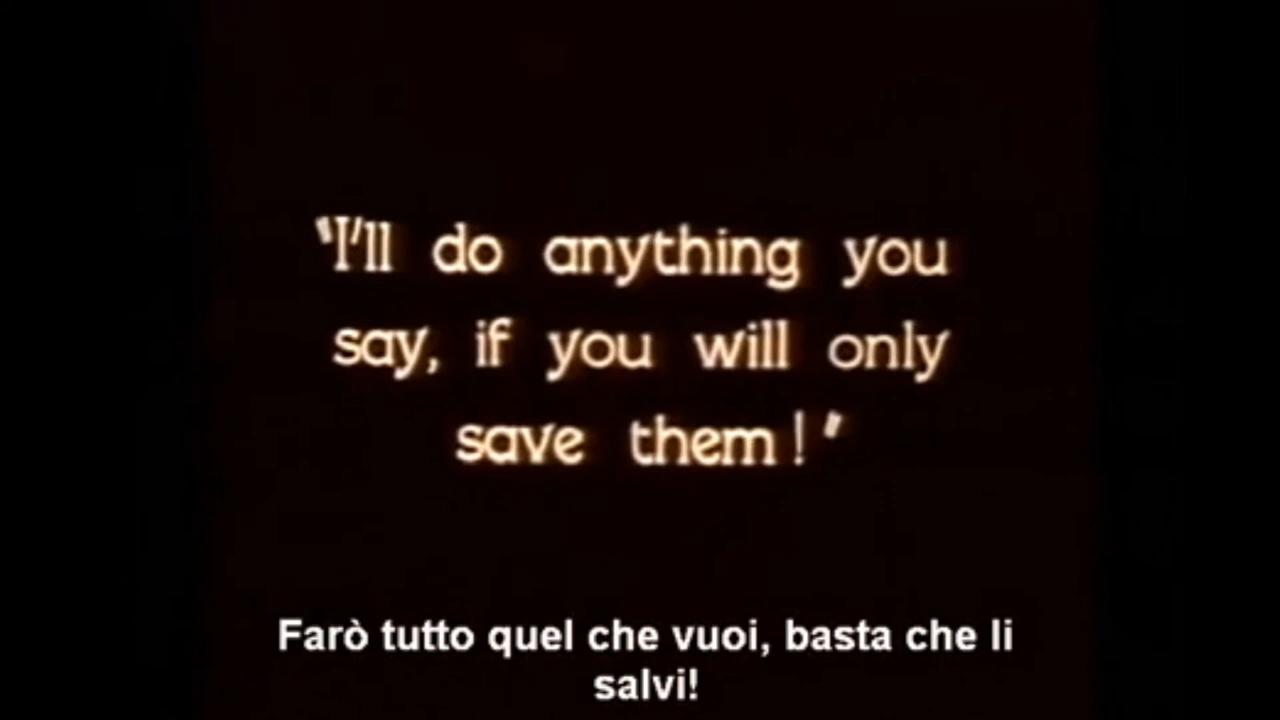 "I'll do anything you
say, if you will only
save them!"
Farò tutto quel che vuoi, basta che li
salvi!